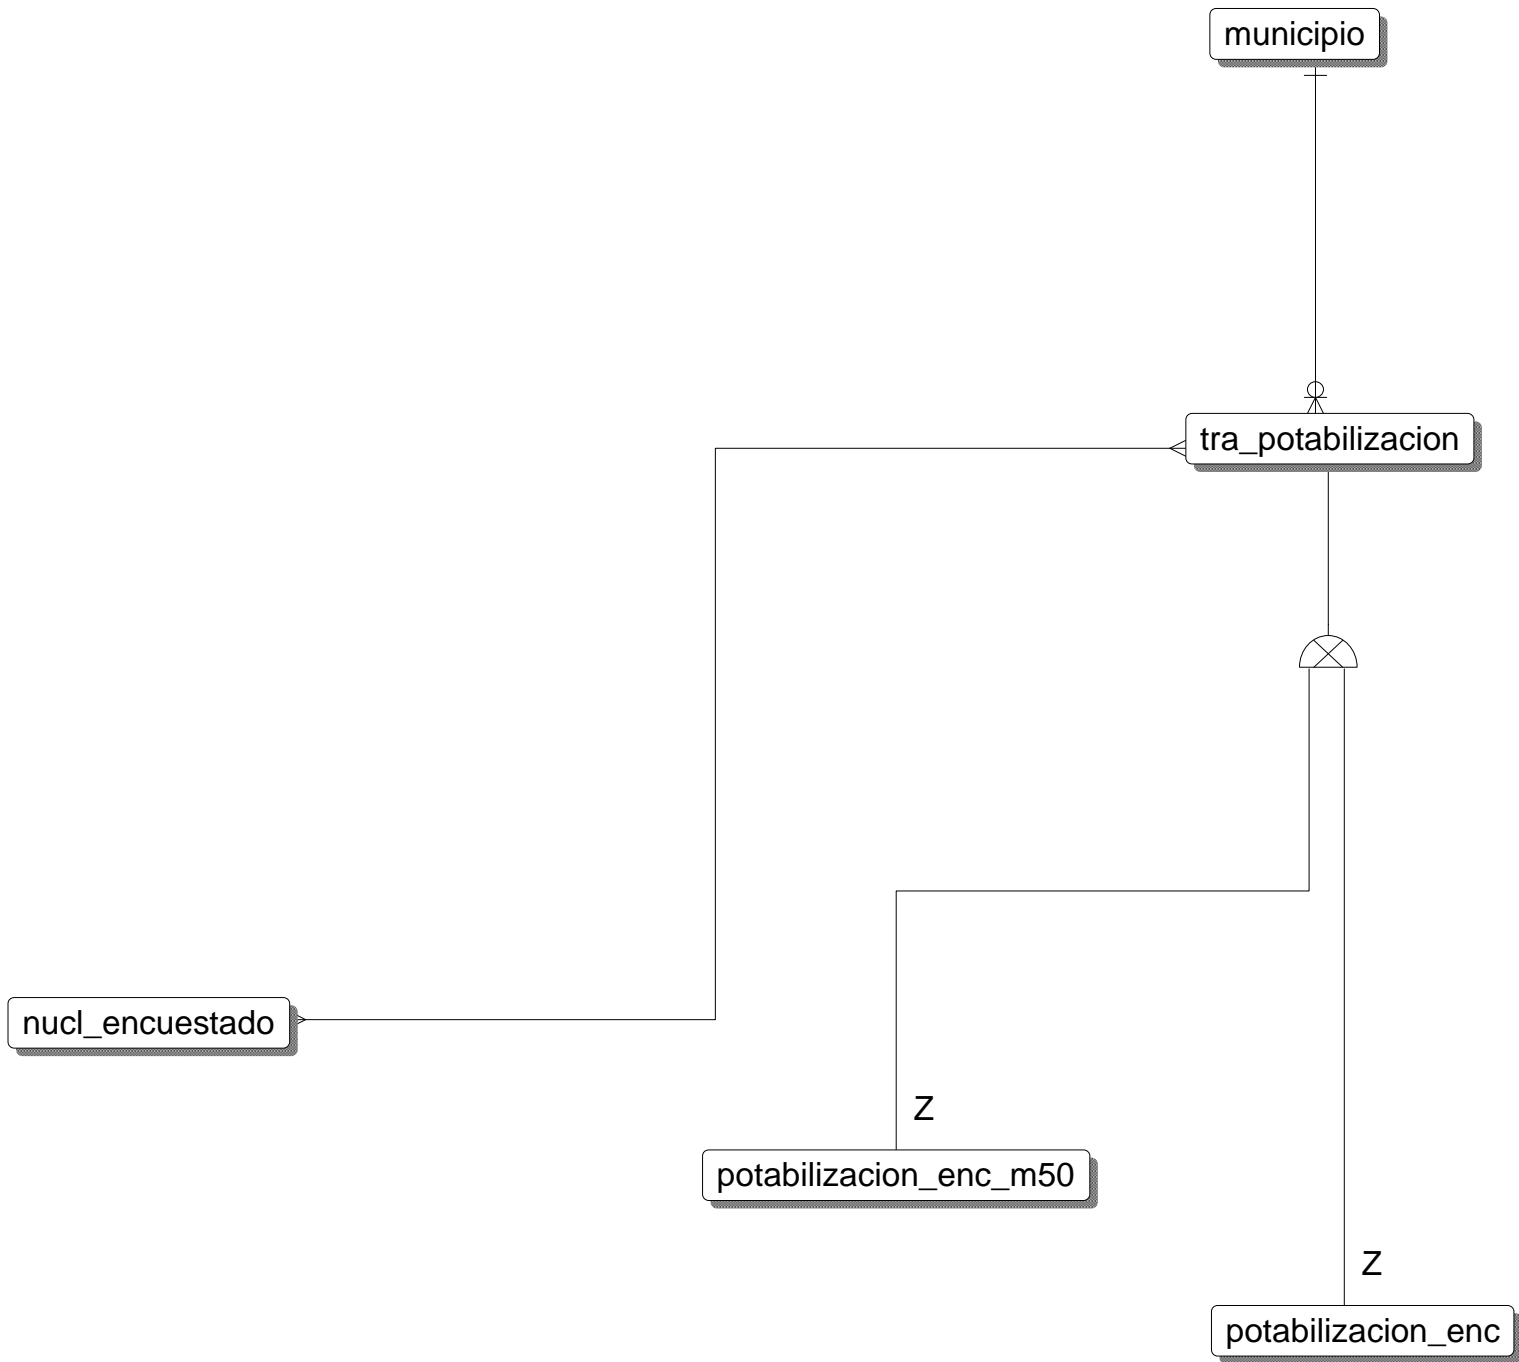 municipio
tra_potabilizacion
nucl_encuestado
Z
potabilizacion_enc_m50
Z
potabilizacion_enc